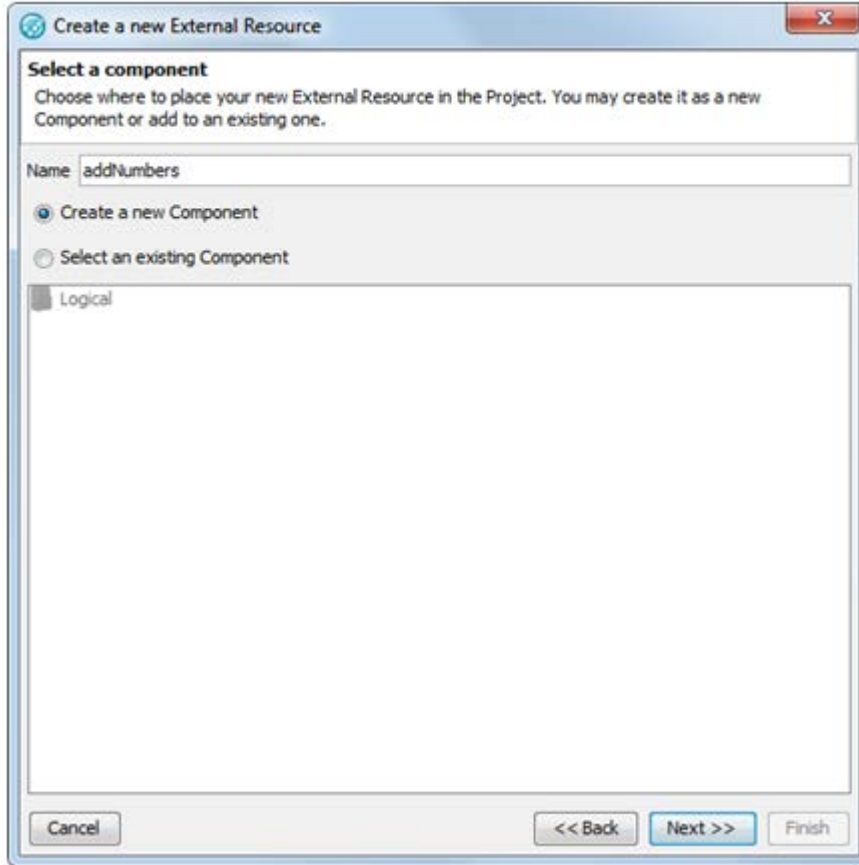 Create a new External Resource
Select a component
Choose where to place your new External Resource in the Project. You may create it as a new
Component or add to an existing one.
Name addNumbers
Create a new Component
Select an existing Component
Logical
Cancel << Back Next >> Finish